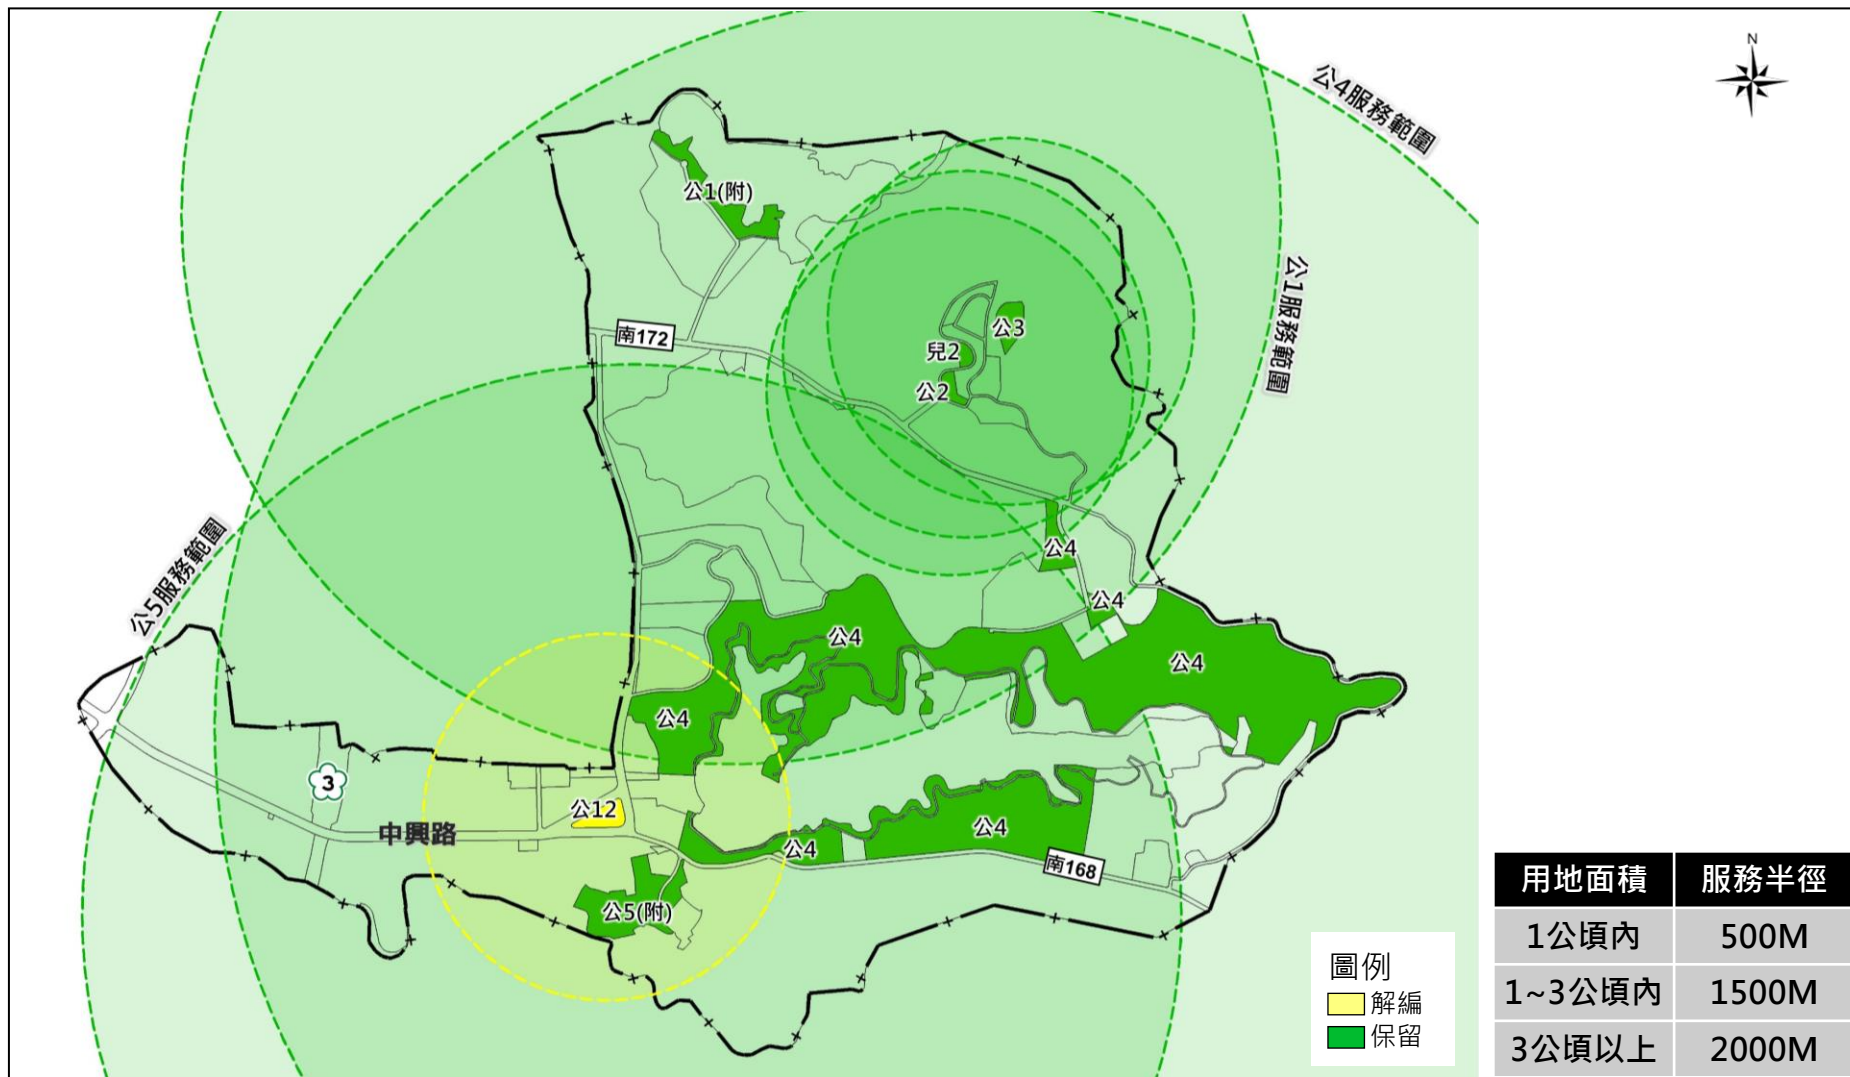 N
公4服務範圍
公1(附)
公1服務範圍
南172
公3
兒2
公2
公5服務範圍
公4
公4
公4
公4
公4
3
公12
中興路
公4
公4
南168
公5(附)
圖例
解編
保留
用地面積 服務半徑
1公頃內 500M
1~3公頃內 1500M
3公頃以上 2000M